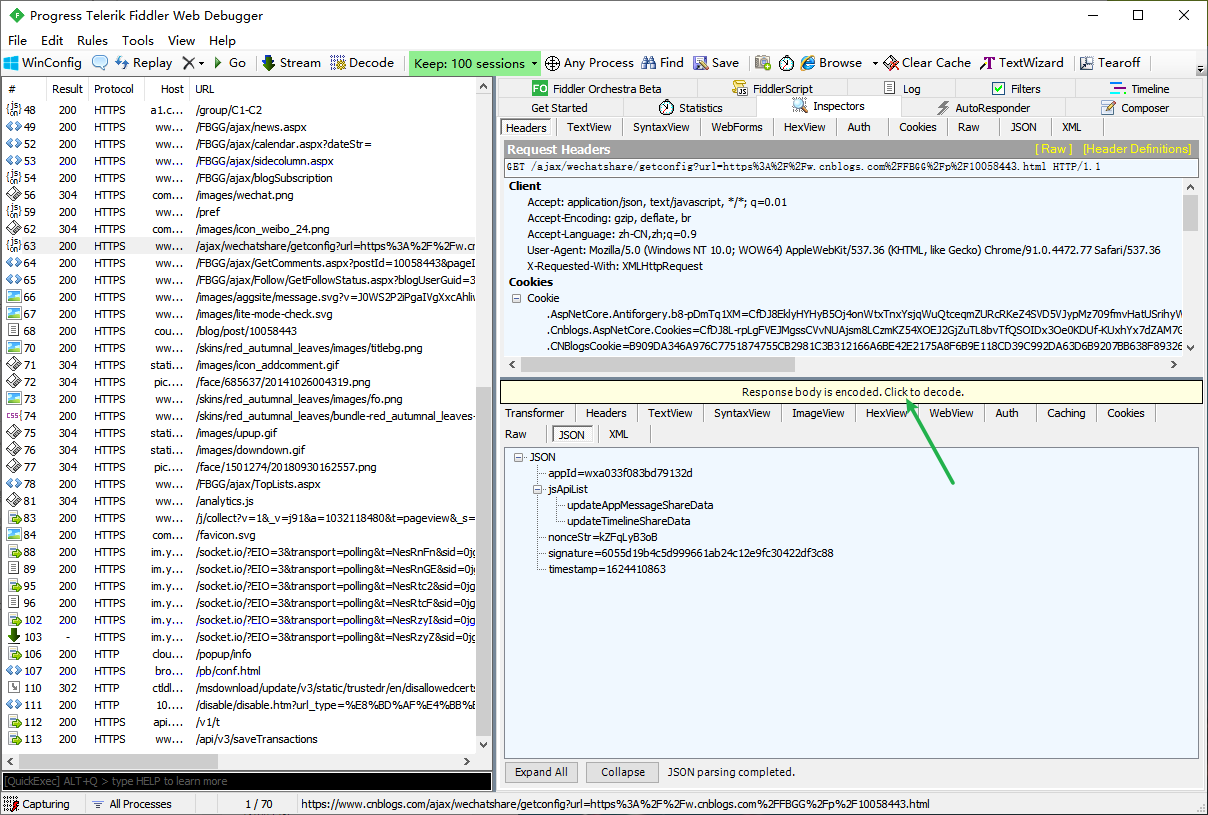 Progress Telerik Fiddler Web Debugger
File Edit Rules Tools View Help
WinConfig Replay Go Stream Decode Keep: 100 sessions Any Process Find Save Browse Clear Cache TextWizard Tearoff
# Result Protocol Host URL
48 200 HTTPS a1.c... /group/C1-C2
49 200 HTTPS ww... /FBGG/ajax/news.aspx
52 200 HTTPS ww... /FBGG/ajax/calendar.aspx?dateStr=
53 200 HTTPS ww... /FBGG/ajax/sidecolumn.aspx
54 200 HTTPS ww... /FBGG/ajax/blogSubscription
56 304 HTTPS com... /images/wechat.png
59 200 HTTPS ww... /pref
62 304 HTTPS com... /images/icon_weibo_24.png
63 200 HTTPS ww... /ajax/wechatshare/getconfig?url=https%3A%2F%2Fw.cn
64 200 HTTPS ww... /FBGG/ajax/GetComments.aspx?postId=10058443&pageI
65 200 HTTPS ww... /FBGG/ajax/Follow/GetFollowStatus.aspx?blogUserGuid=3
66 200 HTTPS ww... /images/aggsite/message.svg?v=J0WS2P2iPgaIVgXxcAhliw
67 200 HTTPS ww... /images/lite-mode-check.svg
68 200 HTTPS cou... /blog/post/10058443
70 200 HTTPS ww... /skins/red_autumnal_leaves/images/titlebg.png
71 304 HTTPS stati... /images/icon_addcomment.gif
72 304 HTTPS pic.... /face/685637/20141026004319.png
73 200 HTTPS ww... /skins/red_autumnal_leaves/images/fo.png
74 200 HTTPS ww... /skins/red_autumnal_leaves/bundle-red_autumnal_leaves-
75 304 HTTPS stati... /images/upup.gif
76 304 HTTPS stati... /images/downdown.gif
77 304 HTTPS pic.... /face/1501274/20180930162557.png
78 200 HTTPS ww... /FBGG/ajax/TopLists.aspx
81 304 HTTPS ww... /analytics.js
83 200 HTTPS ww... /j/collect?v=1&_v=j91&a=1032118480&t=pageview&_s=
84 200 HTTPS com... /favicon.svg
88 200 HTTPS im.y... /socket.io/?EIO=3&transport=polling&t=NesRnFn&sid=0jg
89 200 HTTPS im.y... /socket.io/?EIO=3&transport=polling&t=NesRnGE&sid=0jg
95 200 HTTPS im.y... /socket.io/?EIO=3&transport=polling&t=NesRtc2&sid=0jg
96 200 HTTPS im.y... /socket.io/?EIO=3&transport=polling&t=NesRtcF&sid=0jg
102 200 HTTPS im.y... /socket.io/?EIO=3&transport=polling&t=NesRzyI&sid=0jg
103 - HTTPS im.y... /socket.io/?EIO=3&transport=polling&t=NesRzyZ&sid=0jg
106 200 HTTP clou... /popup/info
107 200 HTTPS bro... /pb/conf.html
110 302 HTTP ctldl... /msdownload/update/v3/static/trustedr/en/disallowedcerts
111 200 HTTP 10.... /disable/disable.htm?url_type=%E8%BD%AF%E4%BB%B
112 200 HTTPS api.... /v1/t
113 200 HTTPS ww... /api/v3/saveTransactions
[QuickExec] ALT+Q > type HELP to learn more
Capturing All Processes 1 / 70 https://www.cnblogs.com/ajax/wechatshare/getconfig?url=https%3A%2F%2Fw.cnblogs.com%2FFBGG%2Fp%2F10058443.html
FO Fiddler Orchestra Beta FiddlerScript Log Filters Timeline
Get Started Statistics Inspectors AutoResponder Composer
Headers TextView SyntaxView WebForms HexView Auth Cookies Raw JSON XML
Request Headers [ Raw ] [Header Definitions]
GET /ajax/wechatshare/getconfig?url=https%3A%2F%2Fw.cnblogs.com%2FFBGG%2Fp%2F10058443.html HTTP/1.1
Client
Accept: application/json, text/javascript, */*; q=0.01
Accept-Encoding: gzip, deflate, br
Accept-Language: zh-CN,zh;q=0.9
User-Agent: Mozilla/5.0 (Windows NT 10.0; WOW64) AppleWebKit/537.36 (KHTML, like Gecko) Chrome/91.0.4472.77 Safari/537.36
X-Requested-With: XMLHttpRequest
Cookies
Cookie
.AspNetCore.Antiforgery.b8-pDmTq1XM=CfDJ8EklyHYHyB5Oj4onWtxTnxYsjqWuQtceqmZURcRKeZ4SVD5VJypMz709fmvHatUSrihyW
.Cnblogs.AspNetCore.Cookies=CfDJ8L-rpLgFVEJMgssCVvNUAjsm8LCzmKZ54XOEJ2GjZuTL8bvTfQSOIDx3Oe0KDUf-KUxhYx7dZAM7G
.CNBlogsCookie=B909DA346A976C7751874755CB2981C3B312166A6BE42E2175A8F6B9E118CD39C992DA63D6B9207BB638F89326
Response body is encoded. Click to decode.
Transformer Headers TextView SyntaxView ImageView HexView WebView Auth Caching Cookies
Raw JSON XML
JSON
appId=wxa033f083bd79132d
jsApiList
updateAppMessageShareData
updateTimelineShareData
nonceStr=kZFqLyB3oB
signature=6055d19b4c5d999661ab24c12e9fc30422df3c88
timestamp=1624410863
Expand All Collapse JSON parsing completed.